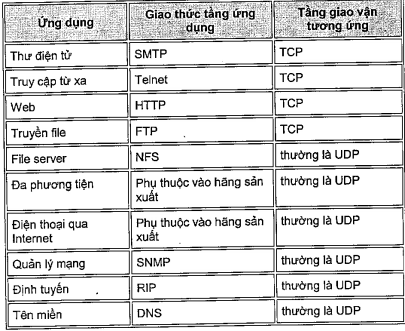 Ứng dụng | Giao thức tầng ứng dụng | Tầng giao vận tương ứng
Thư điện tử | SMTP | TCP
Truy cập từ xa | Telnet | TCP
Web | HTTP | TCP
Truyền file | FTP | TCP
File server | NFS | thường là UDP
Đa phương tiện | Phụ thuộc vào hãng sản xuất | thường là UDP
Điện thoại qua Internet | Phụ thuộc vào hãng sản xuất | thường là UDP
Quản lý mạng | SNMP | thường là UDP
Định tuyến | RIP | thường là UDP
Tên miền | DNS | thường là UDP